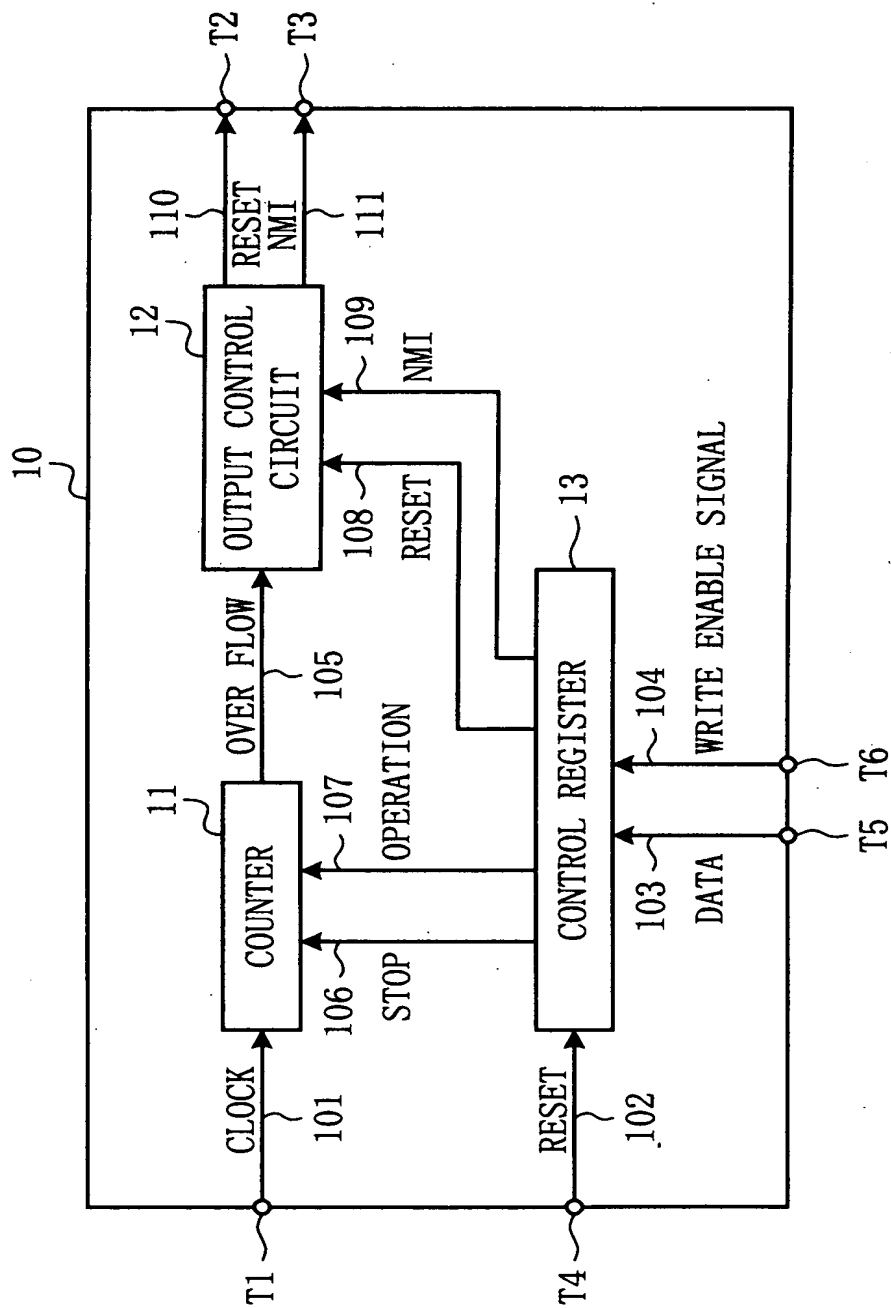 10
T1
CLOCK
101
11
COUNTER
OVER FLOW
105
12
OUTPUT CONTROL
CIRCUIT
110
RESET
NMI
111
T2
T3
106
STOP
107
OPERATION
108
RESET
109
NMI
T4
RESET
102
CONTROL REGISTER
13
103
DATA
104
WRITE ENABLE SIGNAL
T5
T6